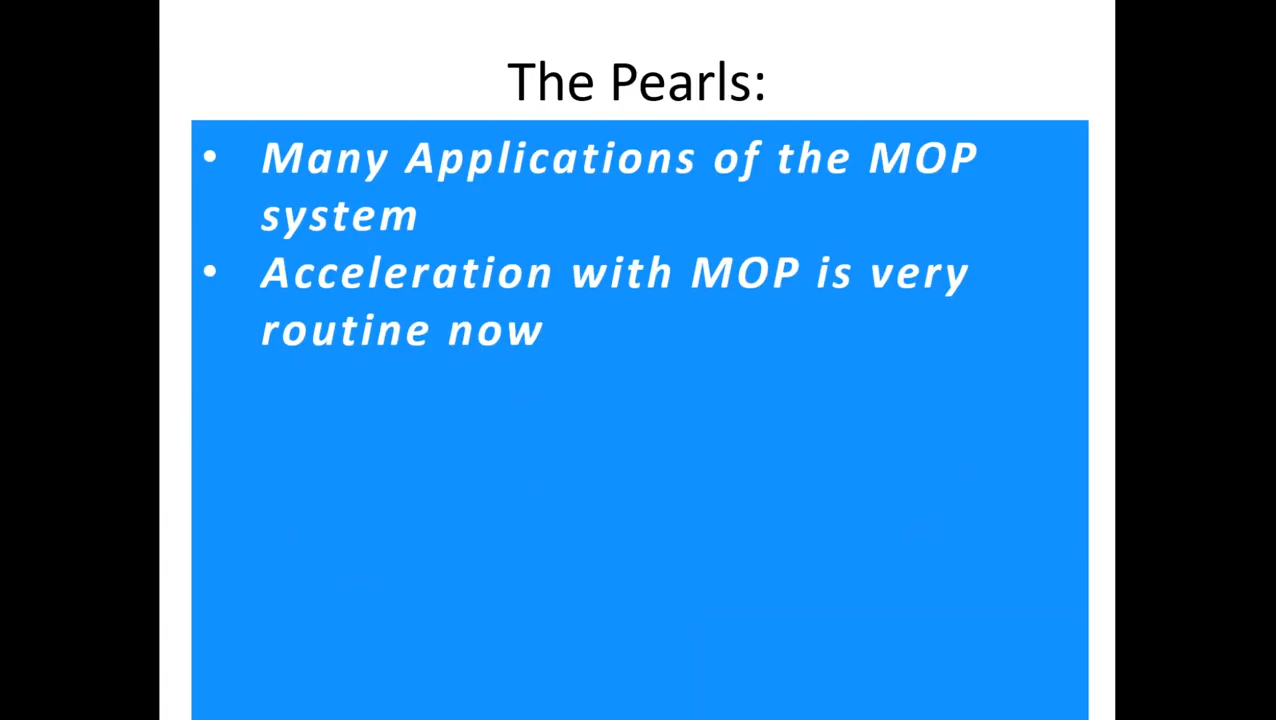 The Pearls:
• Many Applications of the MOP
system
• Acceleration with MOP is very
routine now